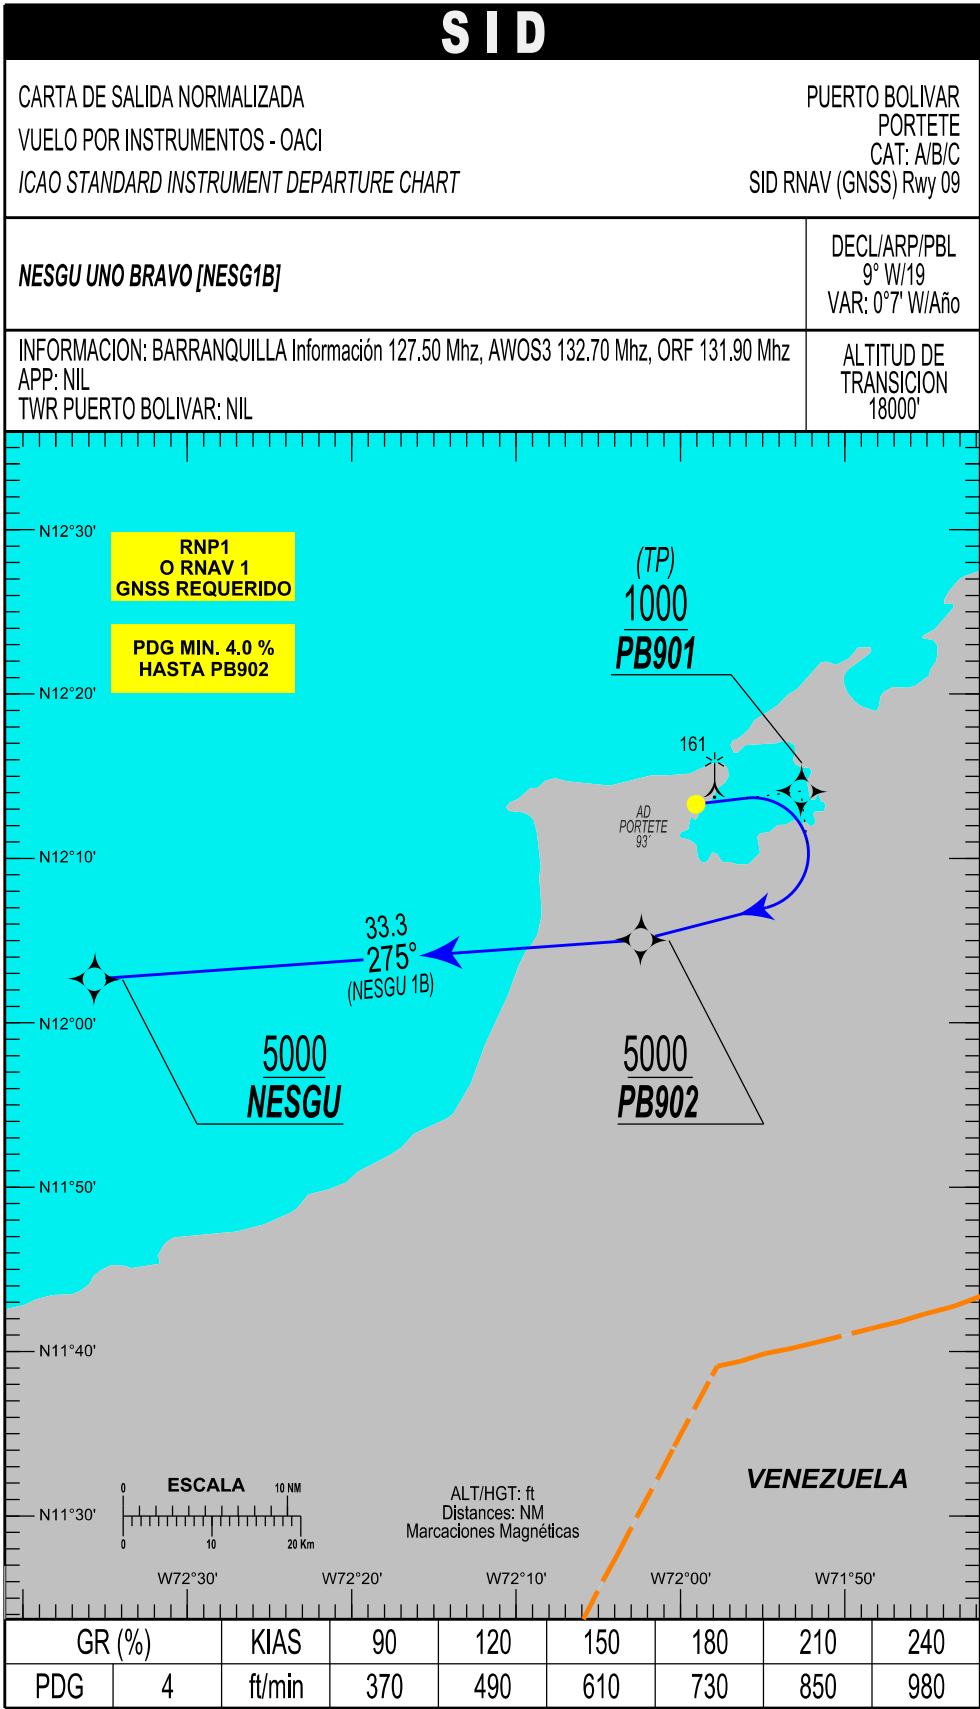 SID
CARTA DE SALIDA NORMALIZADA
VUELO POR INSTRUMENTOS - OACI
ICAO STANDARD INSTRUMENT DEPARTURE CHART
PUERTO BOLIVAR
PORTETE
CAT: A/B/C
SID RNAV (GNSS) Rwy 09
NESGU UNO BRAVO [NESG1B]
DECL/ARP/PBL
9° W/19
VAR: 0°7' W/Año
INFORMACION: BARRANQUILLA Información 127.50 Mhz, AWOS3 132.70 Mhz, ORF 131.90 Mhz
APP: NIL
TWR PUERTO BOLIVAR: NIL
ALTITUD DE
TRANSICION
18000'
N12°30'
RNP1
O RNAV 1
GNSS REQUERIDO
PDG MIN. 4.0 %
HASTA PB902
(TP)
1000
PB901
N12°20'
161
AD
PORTETE
93'
N12°10'
33.3
275°
(NESGU 1B)
N12°00'
5000
NESGU
5000
PB902
N11°50'
N11°40'
VENEZUELA
0 ESCALA 10 NM
0 10 20 Km
ALT/HGT: ft
Distances: NM
Marcaciones Magnéticas
N11°30'
W72°30' W72°20' W72°10' W72°00' W71°50'
GR (%) KIAS 90 120 150 180 210 240
PDG 4 ft/min 370 490 610 730 850 980